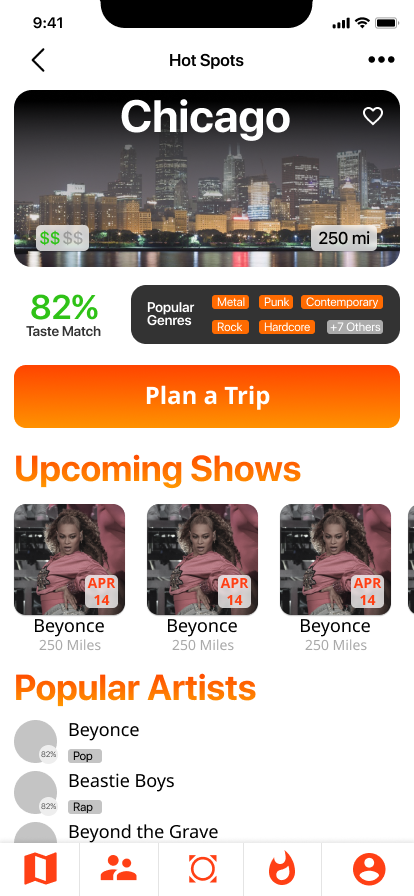 9:41
Hot Spots
Chicago
$$$$
250 mi
82%
Taste Match
Popular
Genres
Metal
Punk
Contemporary
Rock
Hardcore
+7 Others
Plan a Trip
Upcoming Shows
APR
14
APR
14
APR
14
Beyonce
Beyonce
Beyonce
250 Miles
250 Miles
250 Miles
Popular Artists
Beyonce
82%
Pop
Beastie Boys
82%
Rap
Beyond the Grave